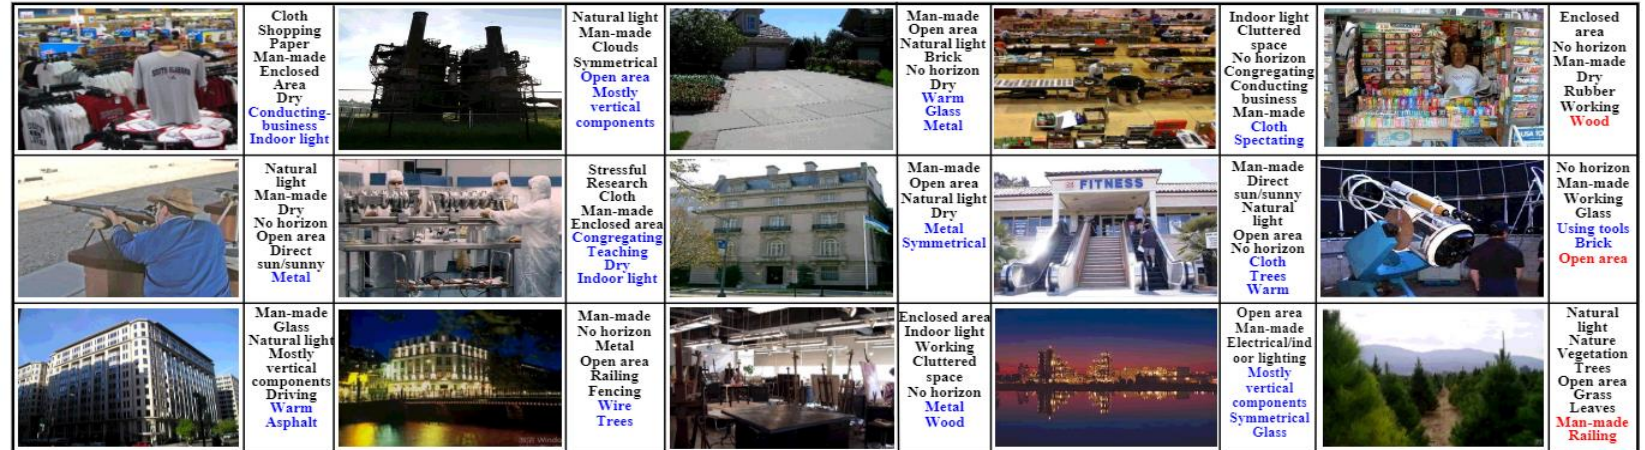 Cloth
Shopping
Paper
Man-made
Enclosed
Area
Dry
Conducting-
business
Indoor light
Natural light
Man-made
Clouds
Symmetrical
Open area
Mostly
vertical
components
Man-made
Open area
Natural light
Brick
No horizon
Dry
Warm
Glass
Metal
Indoor light
Cluttered
space
No horizon
Congregating
Conducting
business
Man-made
Cloth
Spectating
Enclosed
area
No horizon
Man-made
Dry
Rubber
Working
Wood
Natural
light
Man-made
Dry
No horizon
Open area
Direct
sun/sunny
Metal
Stressful
Research
Cloth
Man-made
Enclosed area
Congregating
Teaching
Dry
Indoor light
Man-made
Open area
Natural light
Dry
Metal
Symmetrical
FITNESS
Man-made
Direct
sun/sunny
Natural
light
Open area
No horizon
Cloth
Trees
Warm
No horizon
Man-made
Working
Glass
Using tools
Brick
Open area
Man-made
Glass
Natural light
Mostly
vertical
components
Driving
Warm
Asphalt
Man-made
No horizon
Metal
Open area
Railing
Fencing
Wire
Trees
Enclosed area
Indoor light
Working
Cluttered
space
No horizon
Metal
Wood
Open area
Man-made
Electrical/ind
oor lighting
Mostly
vertical
components
Symmetrical
Glass
Natural
light
Nature
Vegetation
Trees
Open area
Grass
Leaves
Man-made
Railing